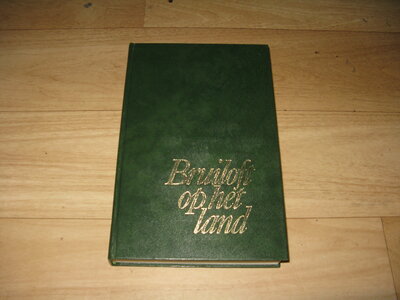 Bruiloft
op het
land